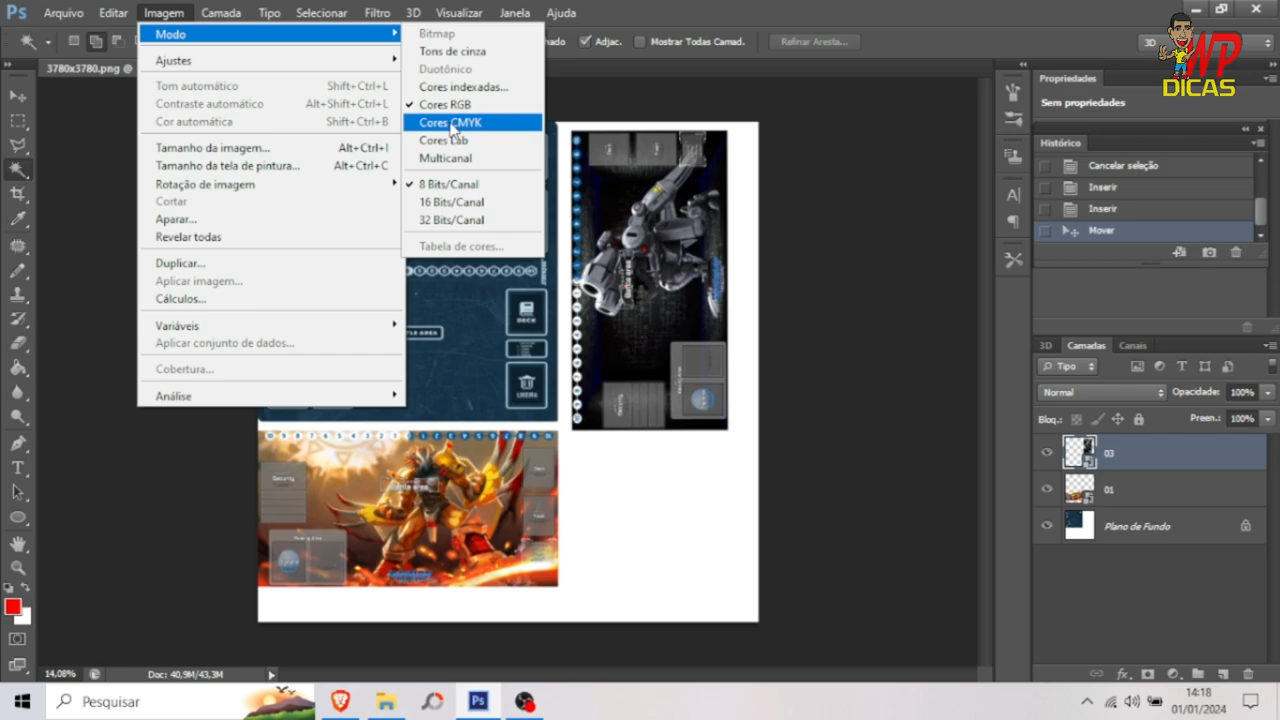 Ps Arquivo Editar Imagem Camada Tipo Selecionar Filtro 3D Visualizar Janela Ajuda
Adjac. Mostrar Todas Camad. Refinar Aresta... 3D
WP
DICAS
3780x3780.png @
Modo
Ajustes
Tom automático Shift+Ctrl+L
Contraste automático Alt+Shift+Ctrl+L
Cor automática Shift+Ctrl+B
Tamanho da imagem... Alt+Ctrl+I
Tamanho da tela de pintura... Alt+Ctrl+C
Rotação de imagem
Cortar
Aparar...
Revelar todas
Duplicar...
Aplicar imagem...
Cálculos...
Variáveis
Aplicar conjunto de dados...
Cobertura...
Análise
Bitmap
Tons de cinza
Duotônico
Cores indexadas...
Cores RGB
Cores CMYK
Cores Lab
Multicanal
8 Bits/Canal
16 Bits/Canal
32 Bits/Canal
Tabela de cores...
DECK
Security
Propriedades
Sem propriedades
Histórico
Cancelar seleção
Inserir
Inserir
Mover
3D Camadas Canais
Tipo
Normal Opacidade: 100%
Bloq.: Preen.: 100%
03
01
Plano de Fundo
14,08% Doc: 40,9M/43,3M
Pesquisar
14:18
01/01/2024